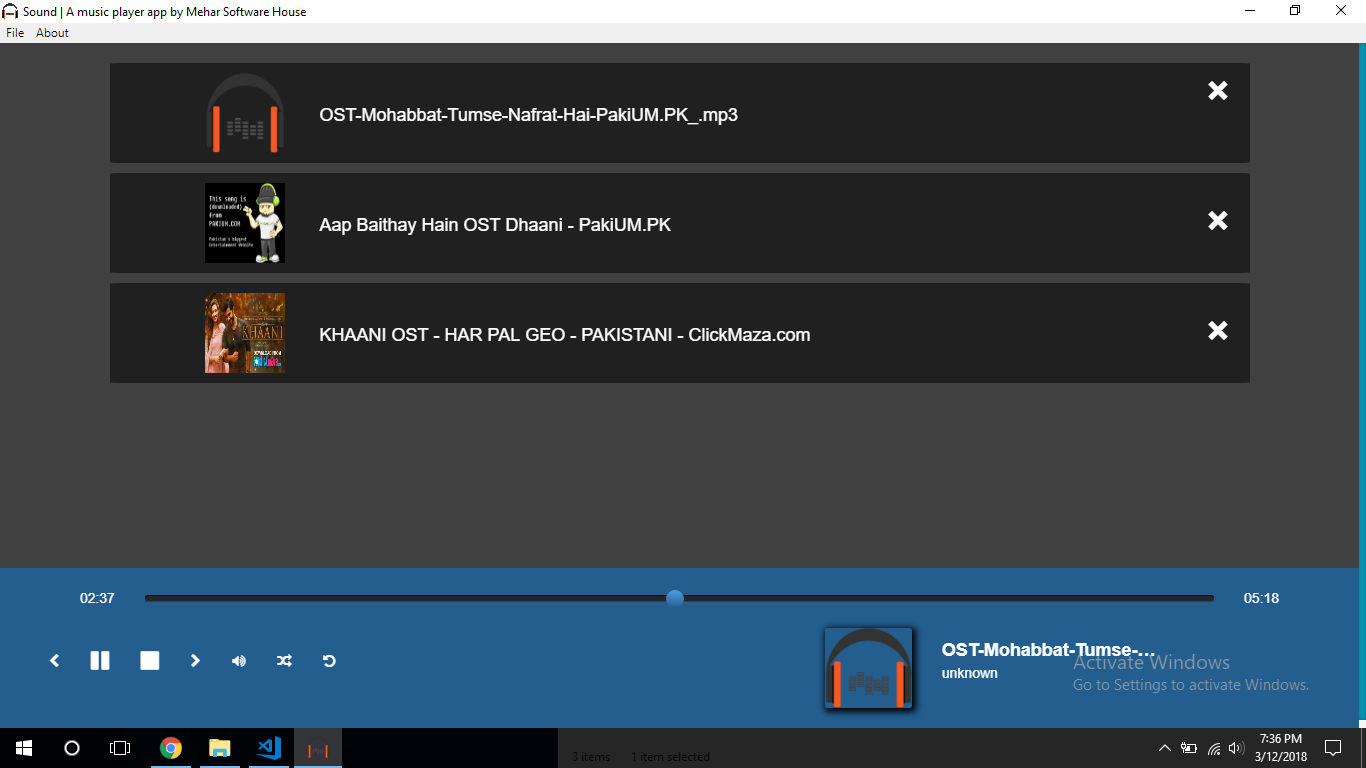 Sound | A music player app by Mehar Software House
File About
OST-Mohabbat-Tumse-Nafrat-Hai-PakiUM.PK_.mp3
This song is
(downloaded)
from
PAKIUM.COM
Pakistan's biggest
Entertainment Website
Aap Baithay Hain OST Dhaani - PakiUM.PK
KHAANI
DOWNLOAD FROM
KHAANI OST - HAR PAL GEO - PAKISTANI - ClickMaza.com
02:37
05:18
OST-Mohabbat-Tumse-...
unknown
Activate Windows
Go to Settings to activate Windows.
3 items 1 item selected
7:36 PM
3/12/2018